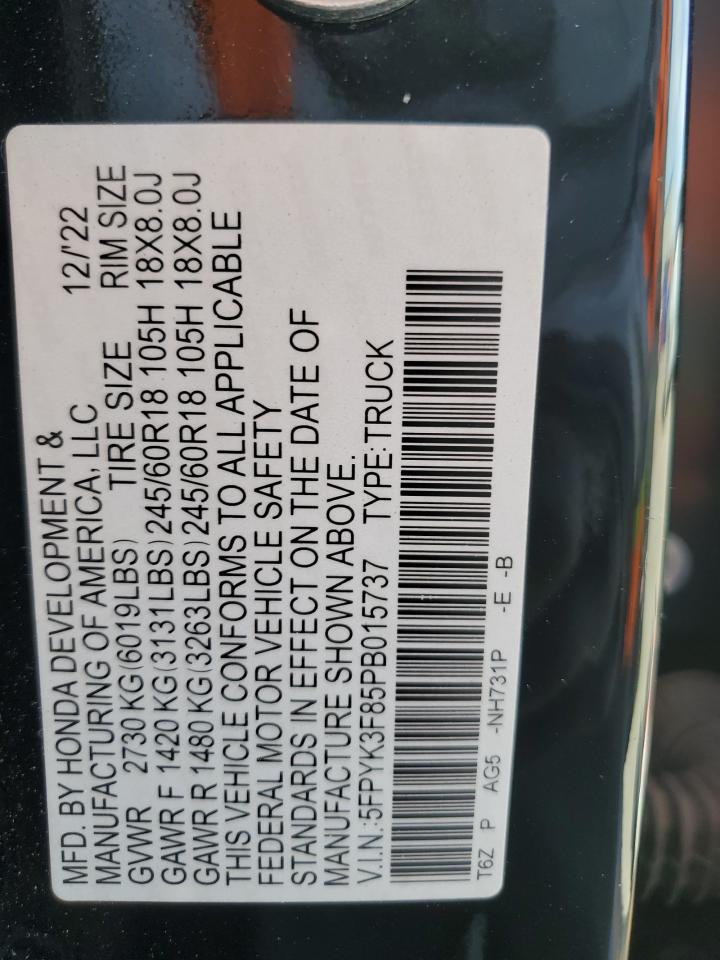 MFD. BY HONDA DEVELOPMENT &
MANUFACTURING OF AMERICA, LLC 12/'22
GVWR 2730 KG(6019LBS) TIRE SIZE RIM SIZE
GAWR F 1420 KG(3131LBS) 245/60R18 105H 18X8.0J
GAWR R 1480 KG(3263LBS) 245/60R18 105H 18X8.0J
THIS VEHICLE CONFORMS TO ALL APPLICABLE
FEDERAL MOTOR VEHICLE SAFETY
STANDARDS IN EFFECT ON THE DATE OF
MANUFACTURE SHOWN ABOVE.
V.I.N.:5FPYK3F85PB015737 TYPE:TRUCK
T6Z P AG5 -NH731P -E -B